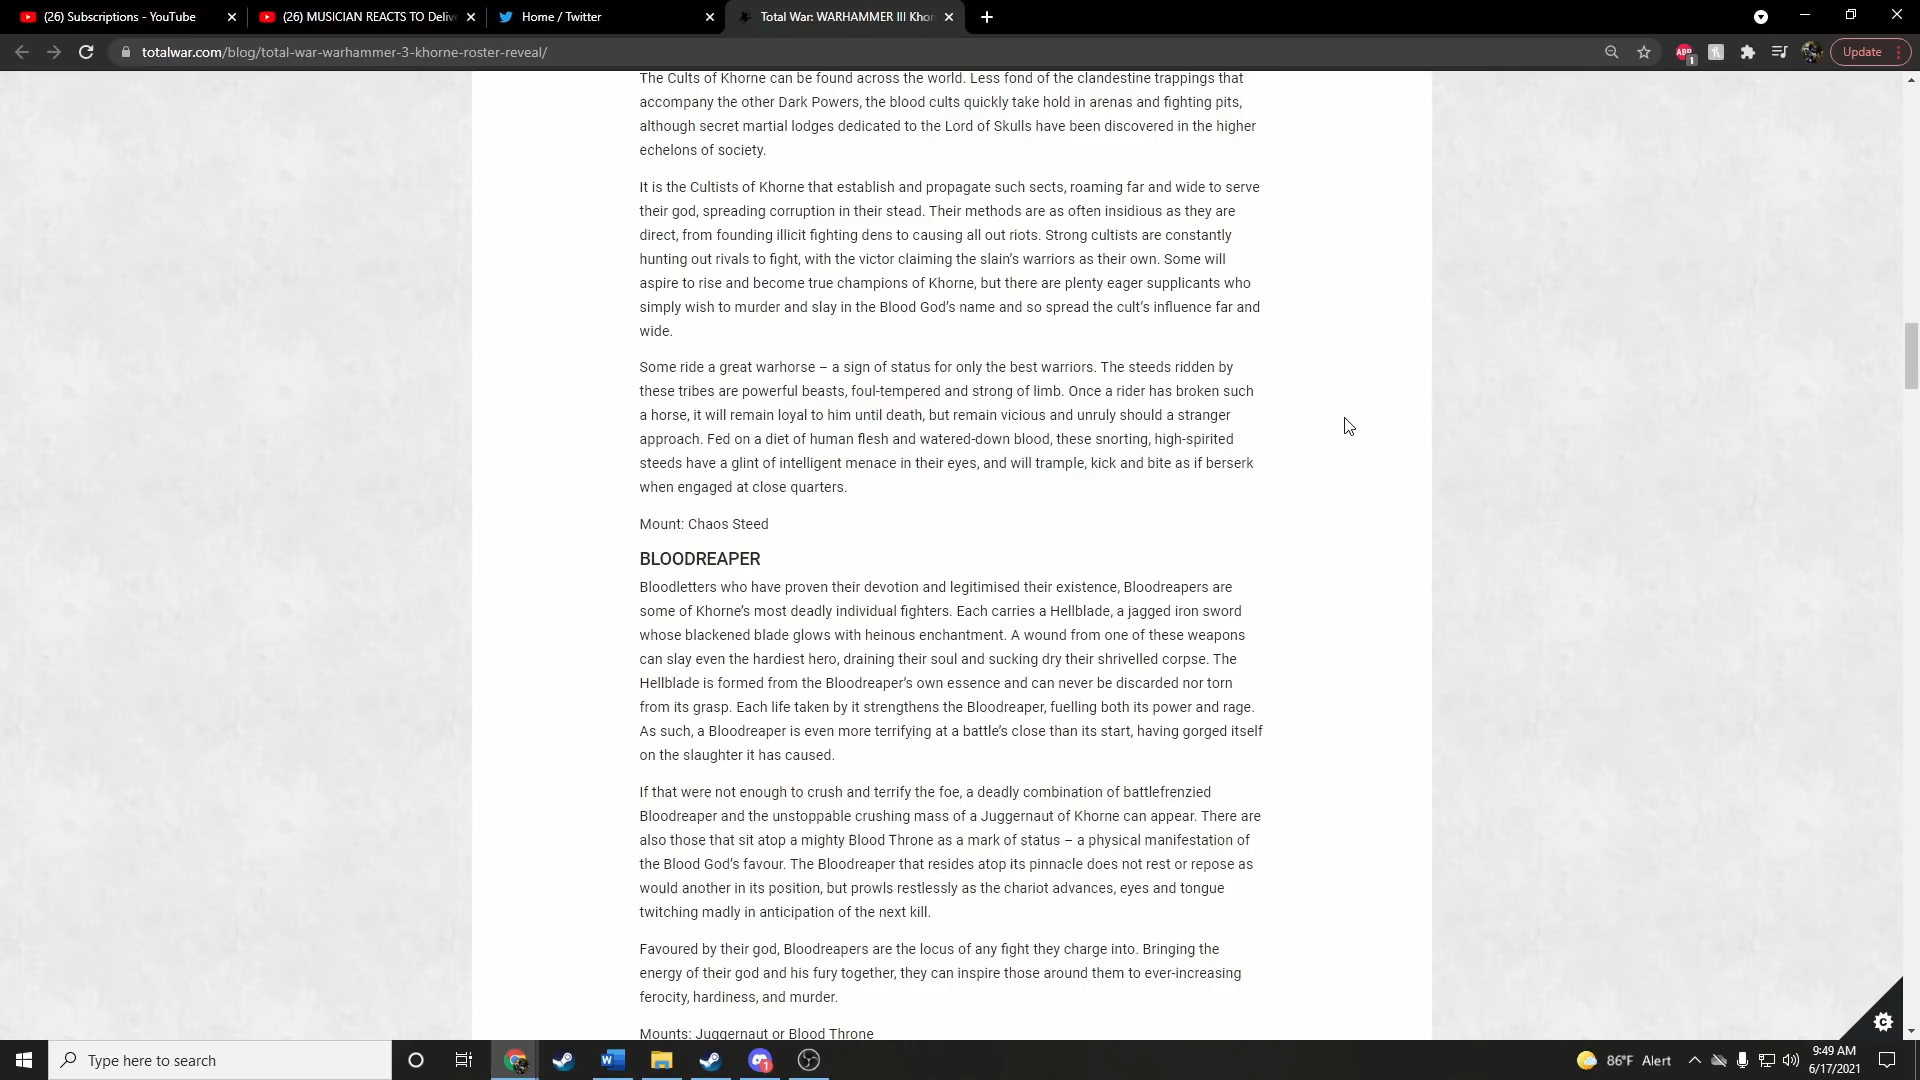 (26) Subscriptions - YouTube
(26) MUSICIAN REACTS TO Deliv
Home / Twitter
Total War: WARHAMMER III Khor
totalwar.com/blog/total-war-warhammer-3-khorne-roster-reveal/
ABP
1
Update
The Cults of Khorne can be found across the world. Less fond of the clandestine trappings that
accompany the other Dark Powers, the blood cults quickly take hold in arenas and fighting pits,
although secret martial lodges dedicated to the Lord of Skulls have been discovered in the higher
echelons of society.
It is the Cultists of Khorne that establish and propagate such sects, roaming far and wide to serve
their god, spreading corruption in their stead. Their methods are as often insidious as they are
direct, from founding illicit fighting dens to causing all out riots. Strong cultists are constantly
hunting out rivals to fight, with the victor claiming the slain’s warriors as their own. Some will
aspire to rise and become true champions of Khorne, but there are plenty eager supplicants who
simply wish to murder and slay in the Blood God’s name and so spread the cult’s influence far and
wide.
Some ride a great warhorse – a sign of status for only the best warriors. The steeds ridden by
these tribes are powerful beasts, foul-tempered and strong of limb. Once a rider has broken such
a horse, it will remain loyal to him until death, but remain vicious and unruly should a stranger
approach. Fed on a diet of human flesh and watered-down blood, these snorting, high-spirited
steeds have a glint of intelligent menace in their eyes, and will trample, kick and bite as if berserk
when engaged at close quarters.
Mount: Chaos Steed
BLOODREAPER
Bloodletters who have proven their devotion and legitimised their existence, Bloodreapers are
some of Khorne’s most deadly individual fighters. Each carries a Hellblade, a jagged iron sword
whose blackened blade glows with heinous enchantment. A wound from one of these weapons
can slay even the hardiest hero, draining their soul and sucking dry their shrivelled corpse. The
Hellblade is formed from the Bloodreaper’s own essence and can never be discarded nor torn
from its grasp. Each life taken by it strengthens the Bloodreaper, fuelling both its power and rage.
As such, a Bloodreaper is even more terrifying at a battle’s close than its start, having gorged itself
on the slaughter it has caused.
If that were not enough to crush and terrify the foe, a deadly combination of battlefrenzied
Bloodreaper and the unstoppable crushing mass of a Juggernaut of Khorne can appear. There are
also those that sit atop a mighty Blood Throne as a mark of status – a physical manifestation of
the Blood God’s favour. The Bloodreaper that resides atop its pinnacle does not rest or repose as
would another in its position, but prowls restlessly as the chariot advances, eyes and tongue
twitching madly in anticipation of the next kill.
Favoured by their god, Bloodreapers are the locus of any fight they charge into. Bringing the
energy of their god and his fury together, they can inspire those around them to ever-increasing
ferocity, hardiness, and murder.
Mounts: Juggernaut or Blood Throne
Type here to search
86°F Alert
9:49 AM
6/17/2021